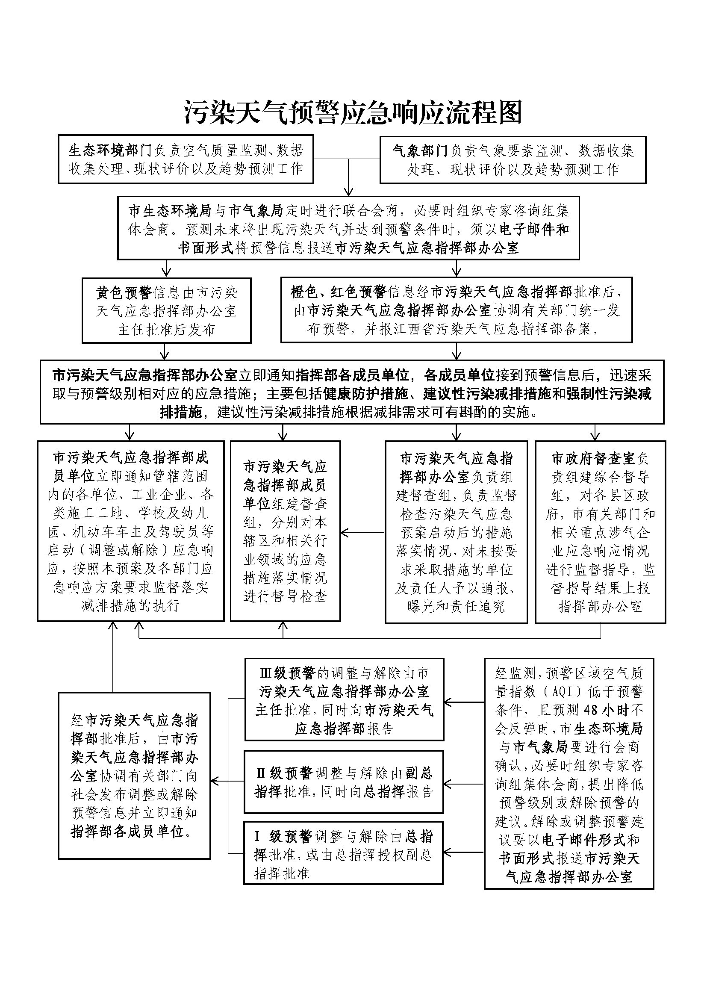 污染天气预警应急响应流程图
生态环境部门负责空气质量监测、数据
收集处理、现状评价以及趋势预测工作
气象部门负责气象要素监测、数据收集
处理、现状评价以及趋势预测工作
市生态环境局与市气象局定时进行联合会商，必要时组织专家咨询组集
体会商。预测未来将出现污染天气并达到预警条件时，须以电子邮件和
书面形式将预警信息报送市污染天气应急指挥部办公室
黄色预警信息由市污染
天气应急指挥部办公室
主任批准后发布
橙色、红色预警信息经市污染天气应急指挥部批准后，
由市污染天气应急指挥部办公室协调有关部门统一发
布预警，并报江西省污染天气应急指挥部备案。
市污染天气应急指挥部办公室立即通知指挥部各成员单位，各成员单位接到预警信息后，迅速采
取与预警级别相对应的应急措施；主要包括健康防护措施、建议性污染减排措施和强制性污染减
排措施，建议性污染减排措施根据减排需求可有斟酌的实施。
市污染天气应急指挥部成
员单位立即通知管辖范围
内的各单位、工业企业、各
类施工工地、学校及幼儿
园、机动车车主及驾驶员等
启动（调整或解除）应急响
应，按照本预案及各部门应
急响应方案要求监督落实
减排措施的执行
市污染天气应
急指挥部成员
单位组建督查
组，分别对本
辖区和相关行
业领域的应急
措施落实情况
进行督导检查
市污染天气应急指
挥部办公室负责组
建督查组，负责监督
检查污染天气应急
预案启动后的措施
落实情况，对未按要
求采取措施的单位
及责任人予以通报、
曝光和责任追究
市政府督查室负
责组建综合督导
组，对各县区政
府，市有关部门和
相关重点涉气企
业应急响应情况
进行监督指导，监
督指导结果上报
指挥部办公室
经市污染天气应急指
挥部批准后，由市污
染天气应急指挥部办
公室协调有关部门向
社会发布调整或解除
预警信息并立即通知
指挥部各成员单位。
Ⅲ级预警的调整与解除由市
污染天气应急指挥部办公室
主任批准，同时向市污染天气
应急指挥部报告
Ⅱ级预警调整与解除由副总
指挥批准，同时向总指挥报告
Ⅰ 级预警调整与解除由总指
挥批准，或由总指挥授权副总
指挥批准
经监测，预警区域空气质
量指数（AQI）低于预警
条件，且预测 48 小时不
会反弹时，市生态环境局
与市气象局要进行会商
确认，必要时组织专家咨
询组集体会商，提出降低
预警级别或解除预警的
建议。解除或调整预警建
议要以电子邮件形式和
书面形式报送市污染天
气应急指挥部办公室